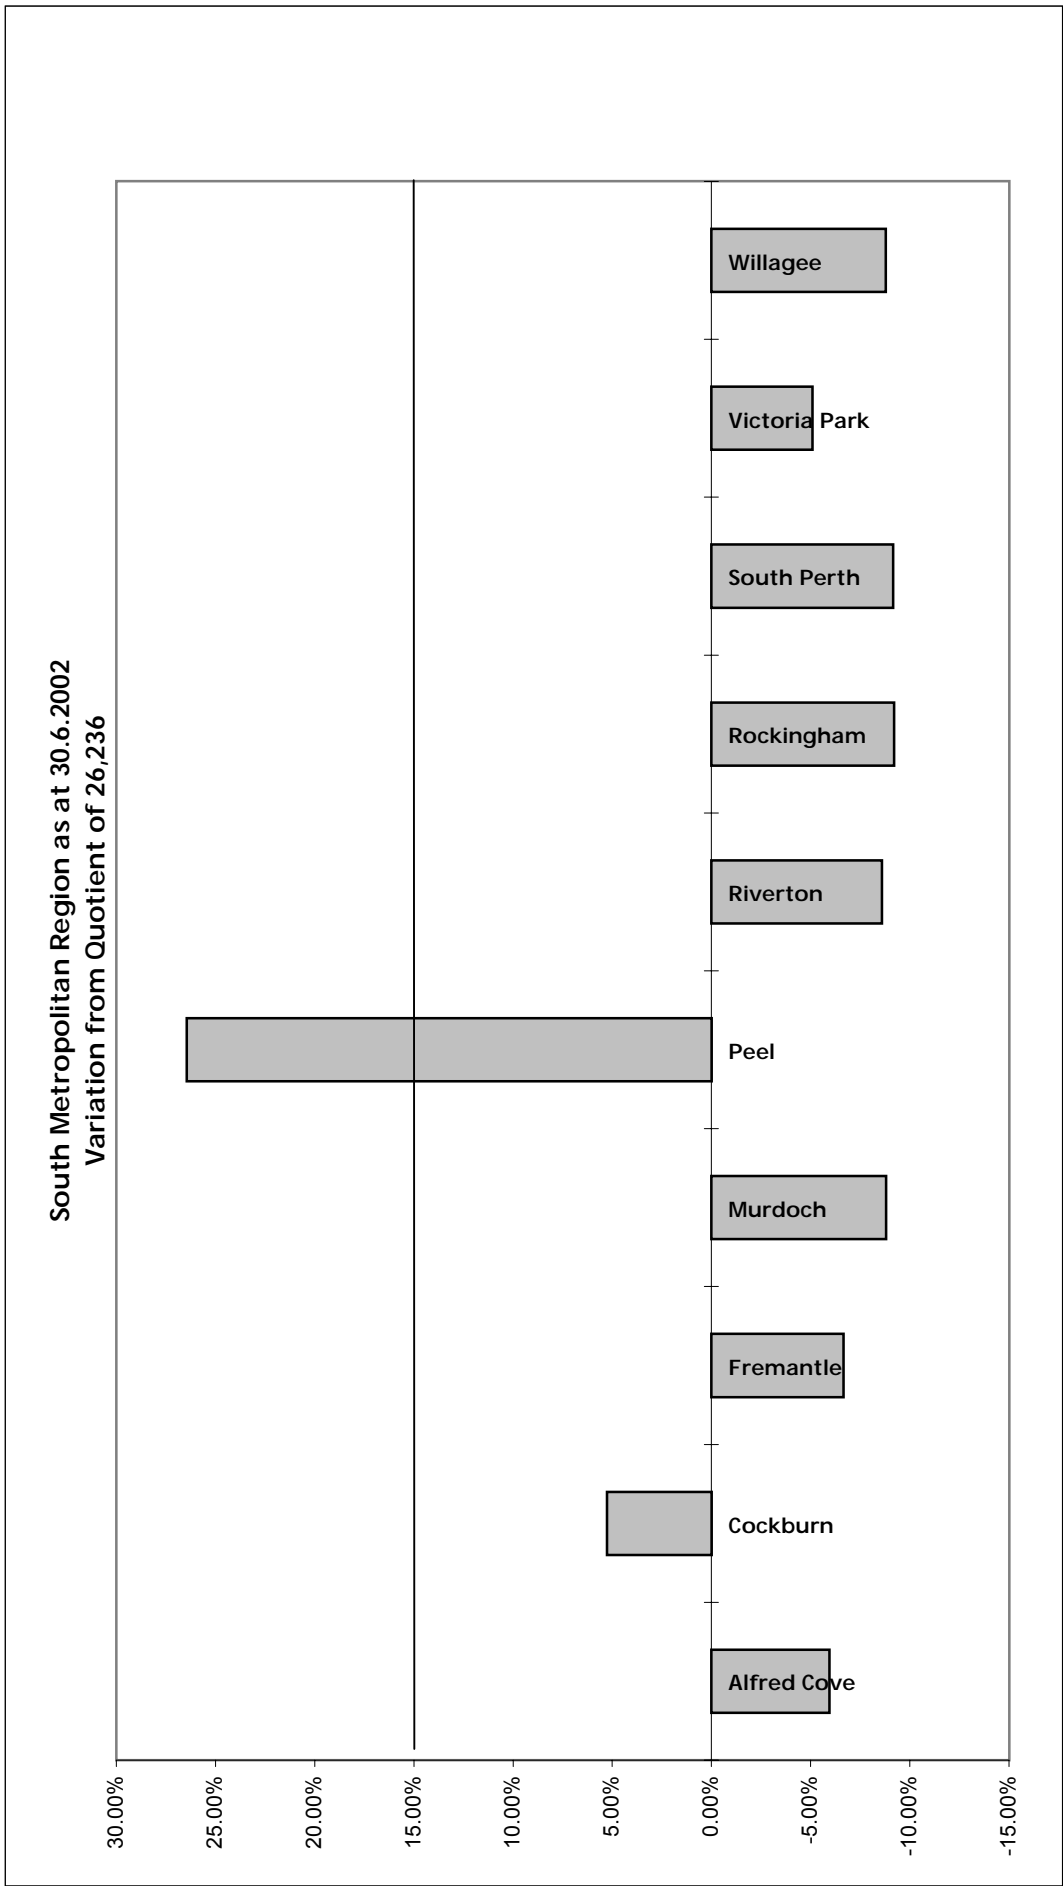 South Metropolitan Region as at 30.6.2002
Variation from Quotient of 26,236
30.00%
25.00%
20.00%
15.00%
10.00%
5.00%
0.00%
-5.00%
-10.00%
-15.00%
Alfred Cove
Cockburn
Fremantle
Murdoch
Peel
Riverton
Rockingham
South Perth
Victoria Park
Willagee